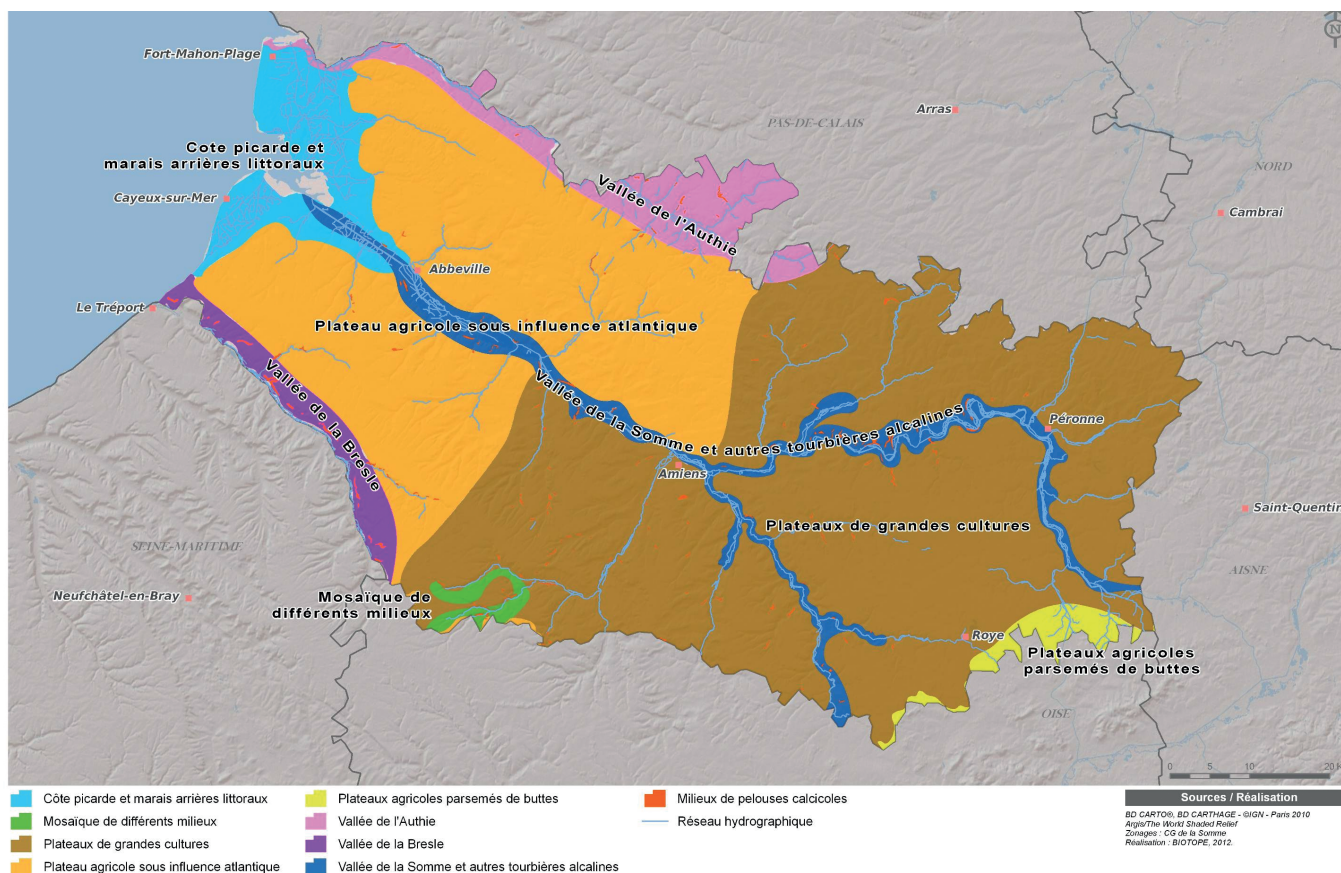 N
Fort-Mahon-Plage
Arras
PAS-DE-CALAIS
Cote picarde et
marais arrières littoraux
NORD
Cayeux-sur-Mer
Vallée de l'Authie
Cambrai
Abbeville
Le Tréport
Plateau agricole sous influence atlantique
Vallée de la Bresle
Vallée de la Somme et autres tourbières alcalines
Péronne
Amiens
Saint-Quentin
Plateaux de grandes cultures
SEINE-MARITIME
AISNE
Neufchâtel-en-Bray
Mosaïque de
différents milieux
Roye
Plateaux agricoles
parsemés de buttes
OISE
0 5 10 20
Côte picarde et marais arrières littoraux
Mosaïque de différents milieux
Plateaux de grandes cultures
Plateau agricole sous influence atlantique
Plateaux agricoles parsemés de buttes
Vallée de l'Authie
Vallée de la Bresle
Vallée de la Somme et autres tourbières alcalines
Milieux de pelouses calcicoles
Réseau hydrographique
Sources / Réalisation
BD CARTO®, BD CARTHAGE - ©IGN - Paris 2010
Argis/The World Shaded Relief
Zonages : CG de la Somme
Réalisation : BIOTOPE, 2012.